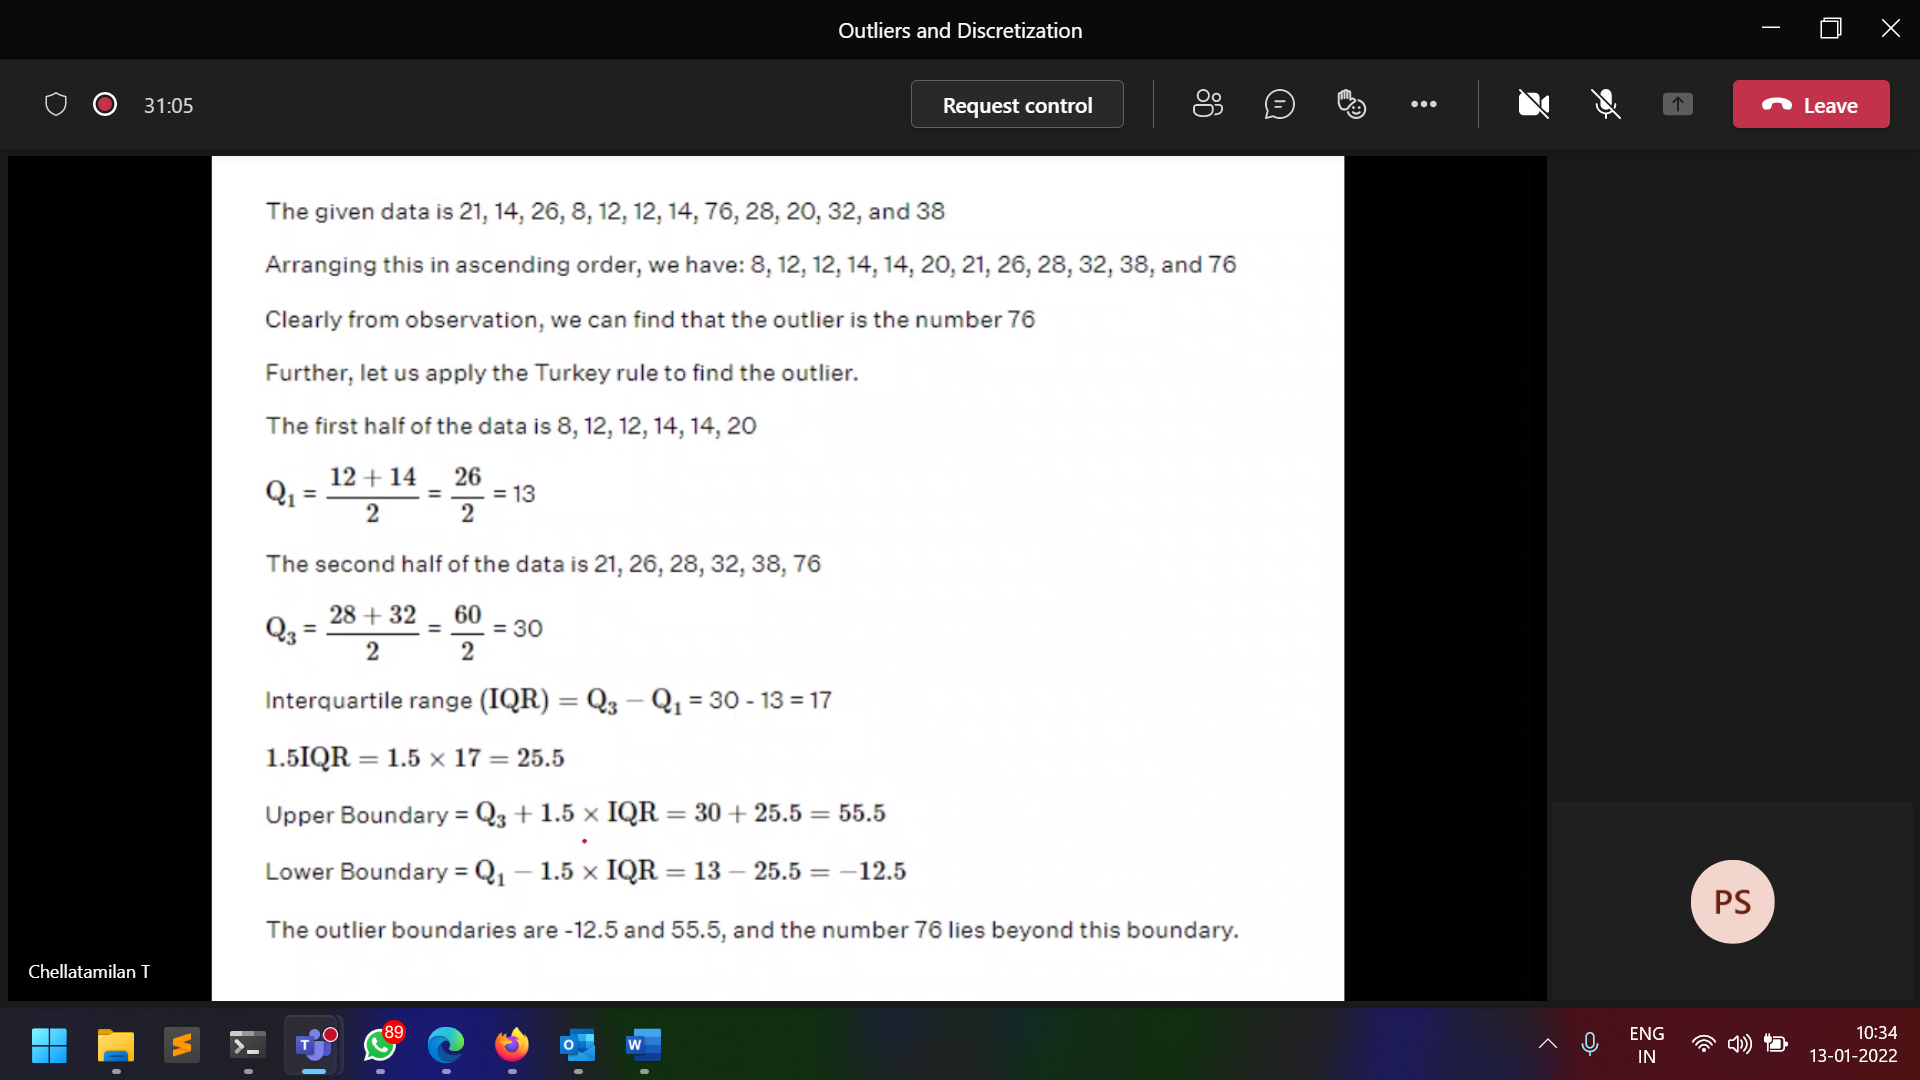 Outliers and Discretization
31:05
Request control
Leave
The given data is 21, 14, 26, 8, 12, 12, 14, 76, 28, 20, 32, and 38
Arranging this in ascending order, we have: 8, 12, 12, 14, 14, 20, 21, 26, 28, 32, 38, and 76
Clearly from observation, we can find that the outlier is the number 76
Further, let us apply the Turkey rule to find the outlier.
The first half of the data is 8, 12, 12, 14, 14, 20
Q₁ = (12 + 14)/2 = 26/2 = 13
The second half of the data is 21, 26, 28, 32, 38, 76
Q₃ = (28 + 32)/2 = 60/2 = 30
Interquartile range (IQR) = Q₃ − Q₁ = 30 - 13 = 17
1.5IQR = 1.5 × 17 = 25.5
Upper Boundary = Q₃ + 1.5 × IQR = 30 + 25.5 = 55.5
Lower Boundary = Q₁ − 1.5 × IQR = 13 − 25.5 = −12.5
The outlier boundaries are -12.5 and 55.5, and the number 76 lies beyond this boundary.
Chellatamilan T
PS
89
ENG
IN
10:34
13-01-2022